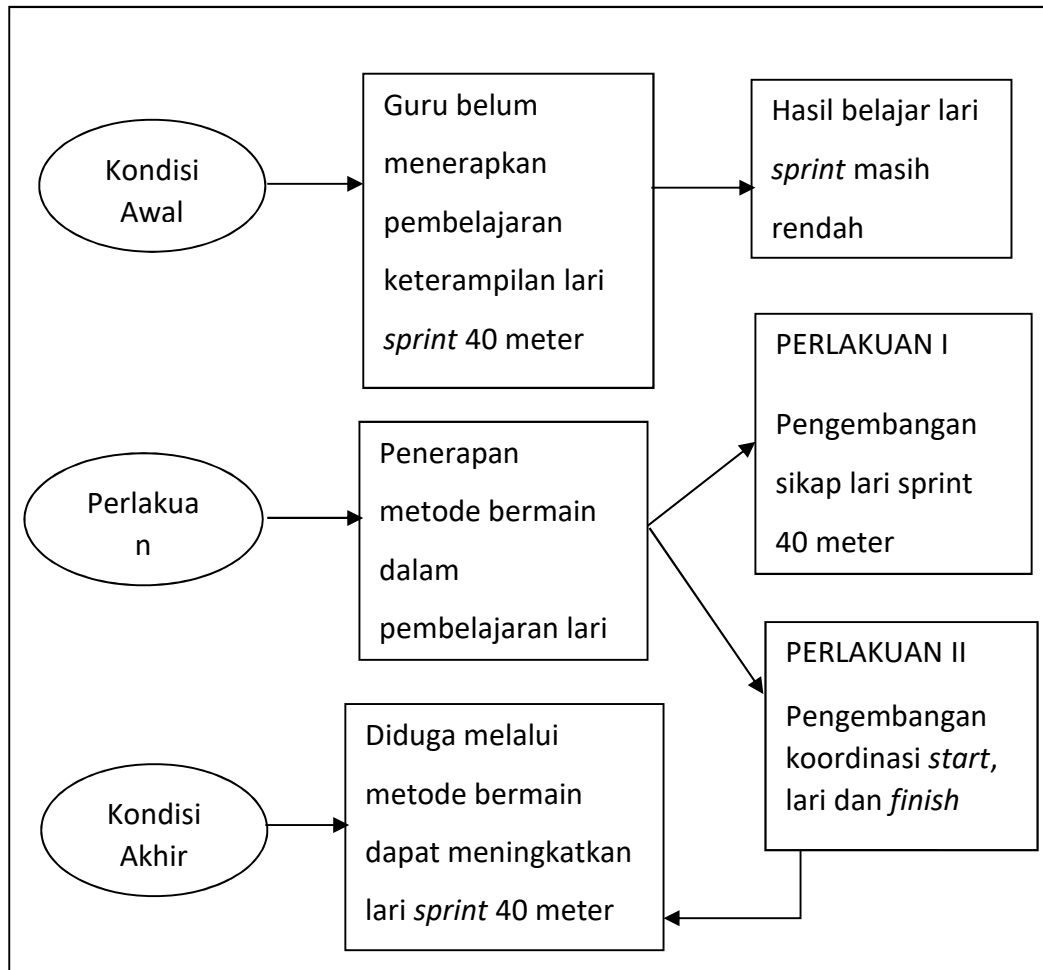 Kondisi
Awal
Guru belum
menerapkan
pembelajaran
keterampilan lari
sprint 40 meter
Hasil belajar lari
sprint masih
rendah
Perlakua
n
Penerapan
metode bermain
dalam
pembelajaran lari
PERLAKUAN I
Pengembangan
sikap lari sprint
40 meter
PERLAKUAN II
Pengembangan
koordinasi start,
lari dan finish
Kondisi
Akhir
Diduga melalui
metode bermain
dapat meningkatkan
lari sprint 40 meter